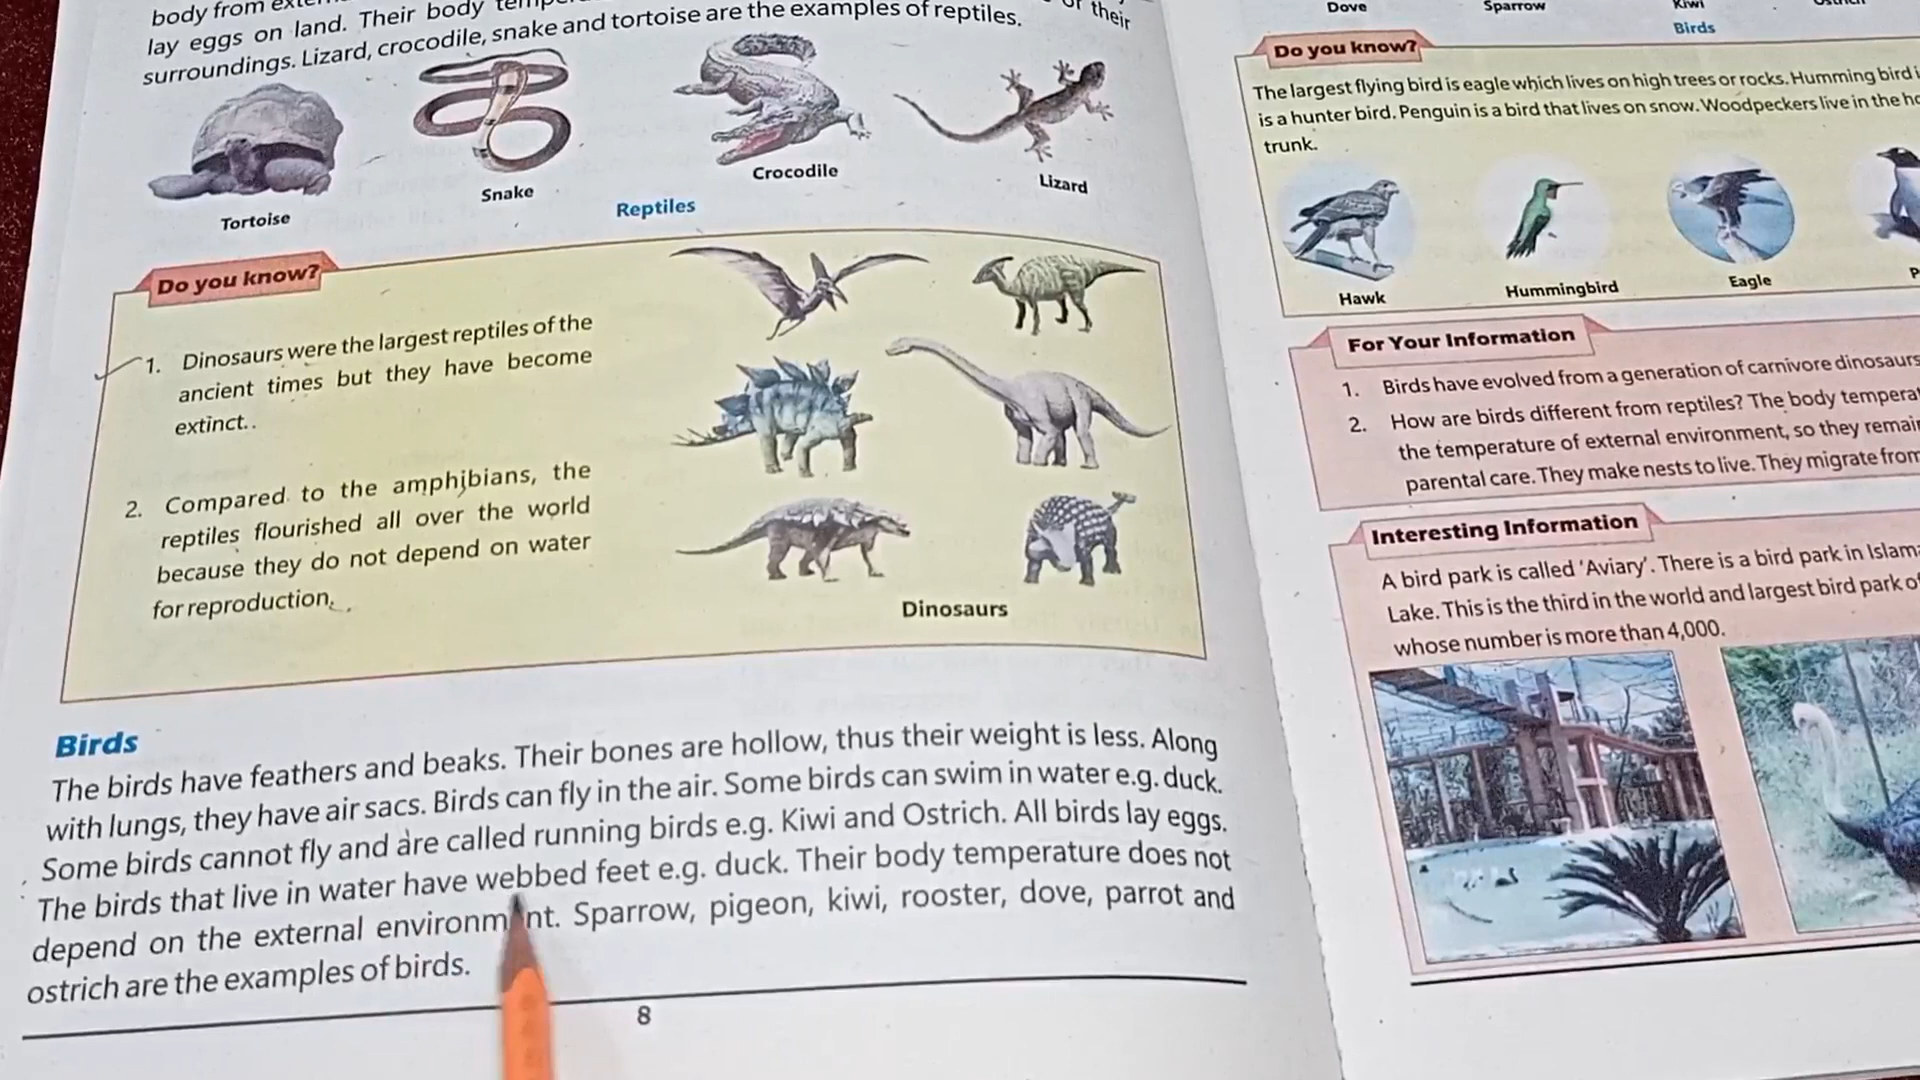 body from
lay eggs on land. Their body their
surroundings. Lizard, crocodile, snake and tortoise are the examples of reptiles.
Tortoise
Snake
Crocodile
Lizard
Reptiles
Do you know?
1. Dinosaurs were the largest reptiles of the
ancient times but they have become
extinct..
2. Compared to the amphibians, the
reptiles flourished all over the world
because they do not depend on water
for reproduction.
Dinosaurs
Birds
The birds have feathers and beaks. Their bones are hollow, thus their weight is less. Along
with lungs, they have air sacs. Birds can fly in the air. Some birds can swim in water e.g. duck.
Some birds cannot fly and are called running birds e.g. Kiwi and Ostrich. All birds lay eggs.
The birds that live in water have webbed feet e.g. duck. Their body temperature does not
depend on the external environm nt. Sparrow, pigeon, kiwi, rooster, dove, parrot and
ostrich are the examples of birds.
8
Dove
Sparrow
Kiwi
Birds
Do you know?
The largest flying bird is eagle which lives on high trees or rocks. Humming bird
is a hunter bird. Penguin is a bird that lives on snow. Woodpeckers live in the
trunk.
Hawk
Hummingbird
Eagle
For Your Information
1. Birds have evolved from a generation of carnivore dinosaurs
2. How are birds different from reptiles? The body tempera
the temperature of external environment, so they remai
parental care. They make nests to live. They migrate from
Interesting Information
A bird park is called 'Aviary'. There is a bird park in Islam
Lake. This is the third in the world and largest bird park o
whose number is more than 4,000.